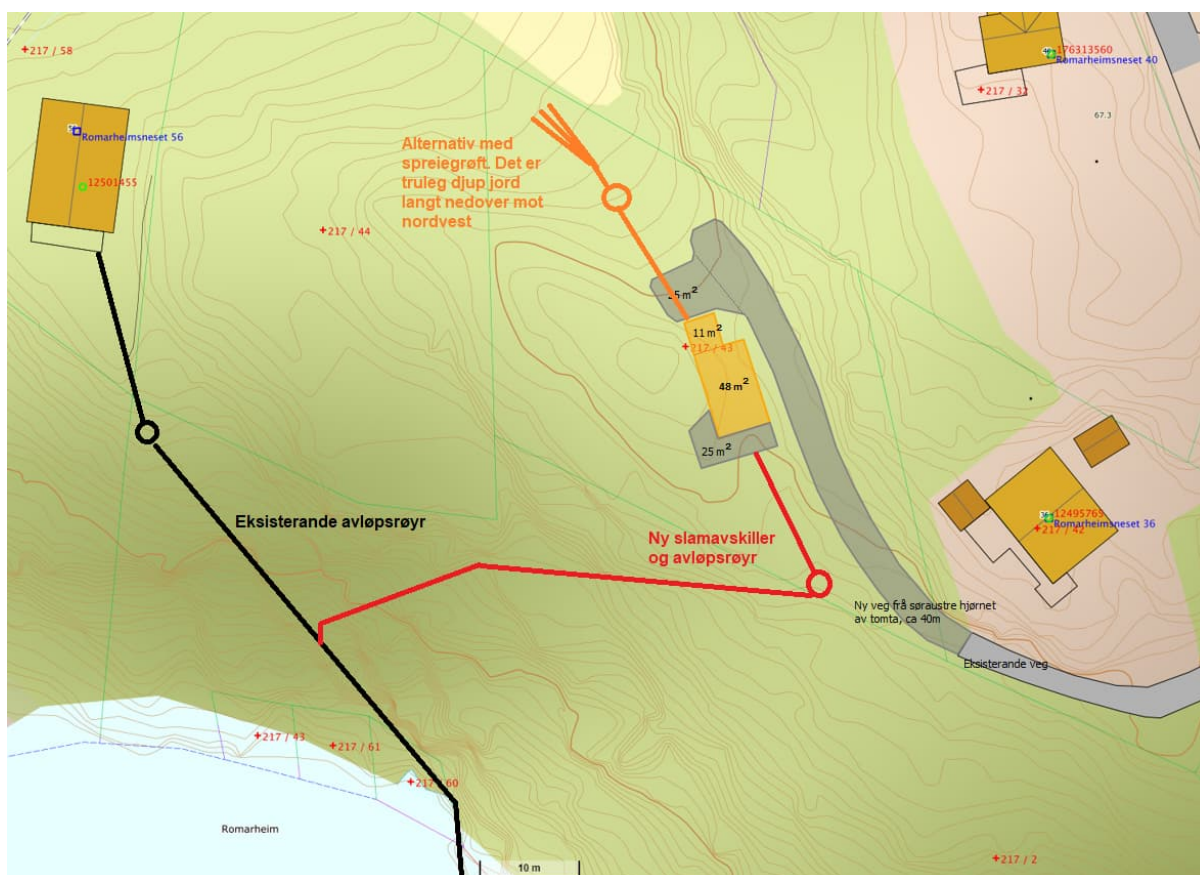 +217 / 58
46 176313560
Romarheimsneset 40
+217 / 32
67.3
Romarheimsneset 56
12501455
Alternativ med
spreiegrøft. Det er
truleg djup jord
langt nedover mot
nordvest
+217 / 44
m²
11 m²
+217 / 43
48 m²
25 m²
Eksisterande avløpsrøyr
Ny slamavskiller
og avløpsrøyr
36 12495765
Romarheimsneset 36
+217 / 42
Ny veg frå søraustre hjørnet
av tomta, ca 40m
Eksisterande veg
+217 / 43
+217 / 61
+217 / 60
Romarheim
10 m
+217 / 2